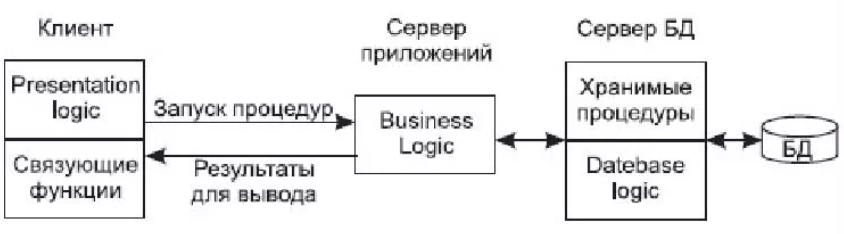 Клиент
Сервер
приложений
Сервер БД
Presentation
logic
Связующие
функции
Запуск процедур
Результаты
для вывода
Business
Logic
Хранимые
процедуры
Datebase
logic
БД